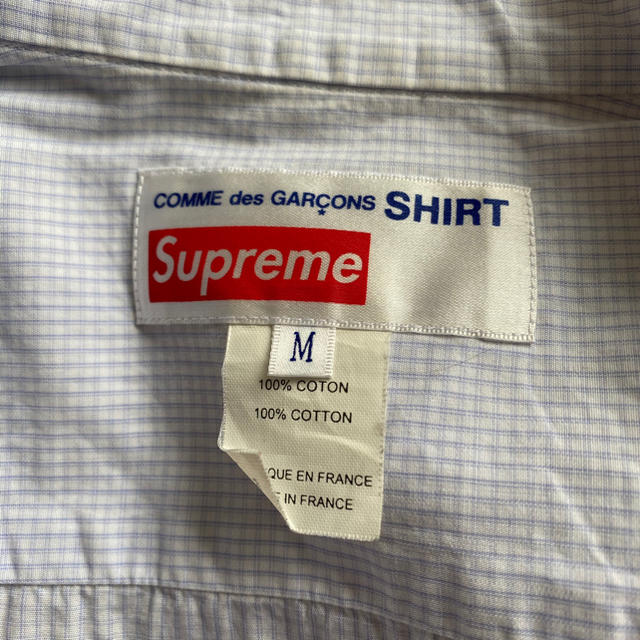 COMME des GARÇONS SHIRT
Supreme
M
100% COTON
100% COTTON
QUE EN FRANCE
IN FRANCE